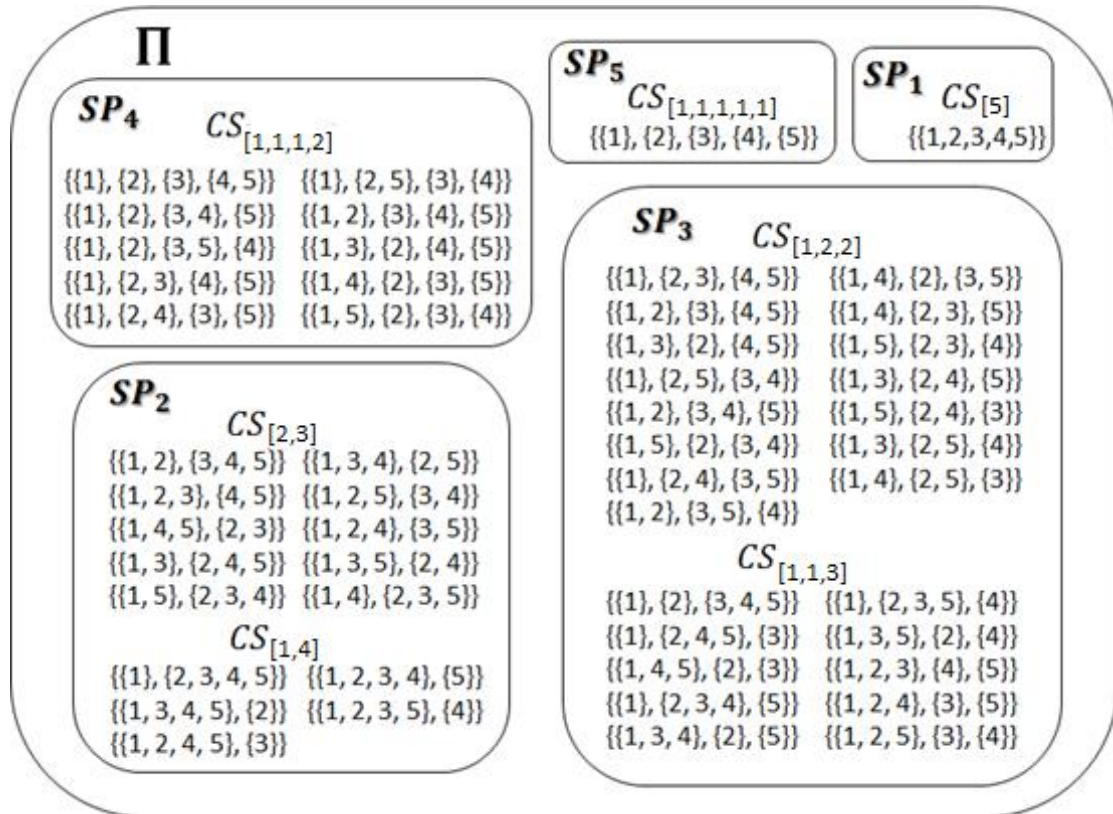 Π
SP₄
CS[1,1,1,2]
{{1}, {2}, {3}, {4, 5}} {{1}, {2, 5}, {3}, {4}}
{{1}, {2}, {3, 4}, {5}} {{1, 2}, {3}, {4}, {5}}
{{1}, {2}, {3, 5}, {4}} {{1, 3}, {2}, {4}, {5}}
{{1}, {2, 3}, {4}, {5}} {{1, 4}, {2}, {3}, {5}}
{{1}, {2, 4}, {3}, {5}} {{1, 5}, {2}, {3}, {4}}
SP₅
CS[1,1,1,1,1]
{{1}, {2}, {3}, {4}, {5}}
SP₁
CS[5]
{{1,2,3,4,5}}
SP₂
CS[2,3]
{{1, 2}, {3, 4, 5}} {{1, 3, 4}, {2, 5}}
{{1, 2, 3}, {4, 5}} {{1, 2, 5}, {3, 4}}
{{1, 4, 5}, {2, 3}} {{1, 2, 4}, {3, 5}}
{{1, 3}, {2, 4, 5}} {{1, 3, 5}, {2, 4}}
{{1, 5}, {2, 3, 4}} {{1, 4}, {2, 3, 5}}
CS[1,4]
{{1}, {2, 3, 4, 5}} {{1, 2, 3, 4}, {5}}
{{1, 3, 4, 5}, {2}} {{1, 2, 3, 5}, {4}}
{{1, 2, 4, 5}, {3}}
SP₃
CS[1,2,2]
{{1}, {2, 3}, {4, 5}} {{1, 4}, {2}, {3, 5}}
{{1, 2}, {3}, {4, 5}} {{1, 4}, {2, 3}, {5}}
{{1, 3}, {2}, {4, 5}} {{1, 5}, {2, 3}, {4}}
{{1}, {2, 5}, {3, 4}} {{1, 3}, {2, 4}, {5}}
{{1, 2}, {3, 4}, {5}} {{1, 5}, {2, 4}, {3}}
{{1, 5}, {2}, {3, 4}} {{1, 3}, {2, 5}, {4}}
{{1}, {2, 4}, {3, 5}} {{1, 4}, {2, 5}, {3}}
{{1, 2}, {3, 5}, {4}}
CS[1,1,3]
{{1}, {2}, {3, 4, 5}} {{1}, {2, 3, 5}, {4}}
{{1}, {2, 4, 5}, {3}} {{1, 3, 5}, {2}, {4}}
{{1, 4, 5}, {2}, {3}} {{1, 2, 3}, {4}, {5}}
{{1}, {2, 3, 4}, {5}} {{1, 2, 4}, {3}, {5}}
{{1, 3, 4}, {2}, {5}} {{1, 2, 5}, {3}, {4}}